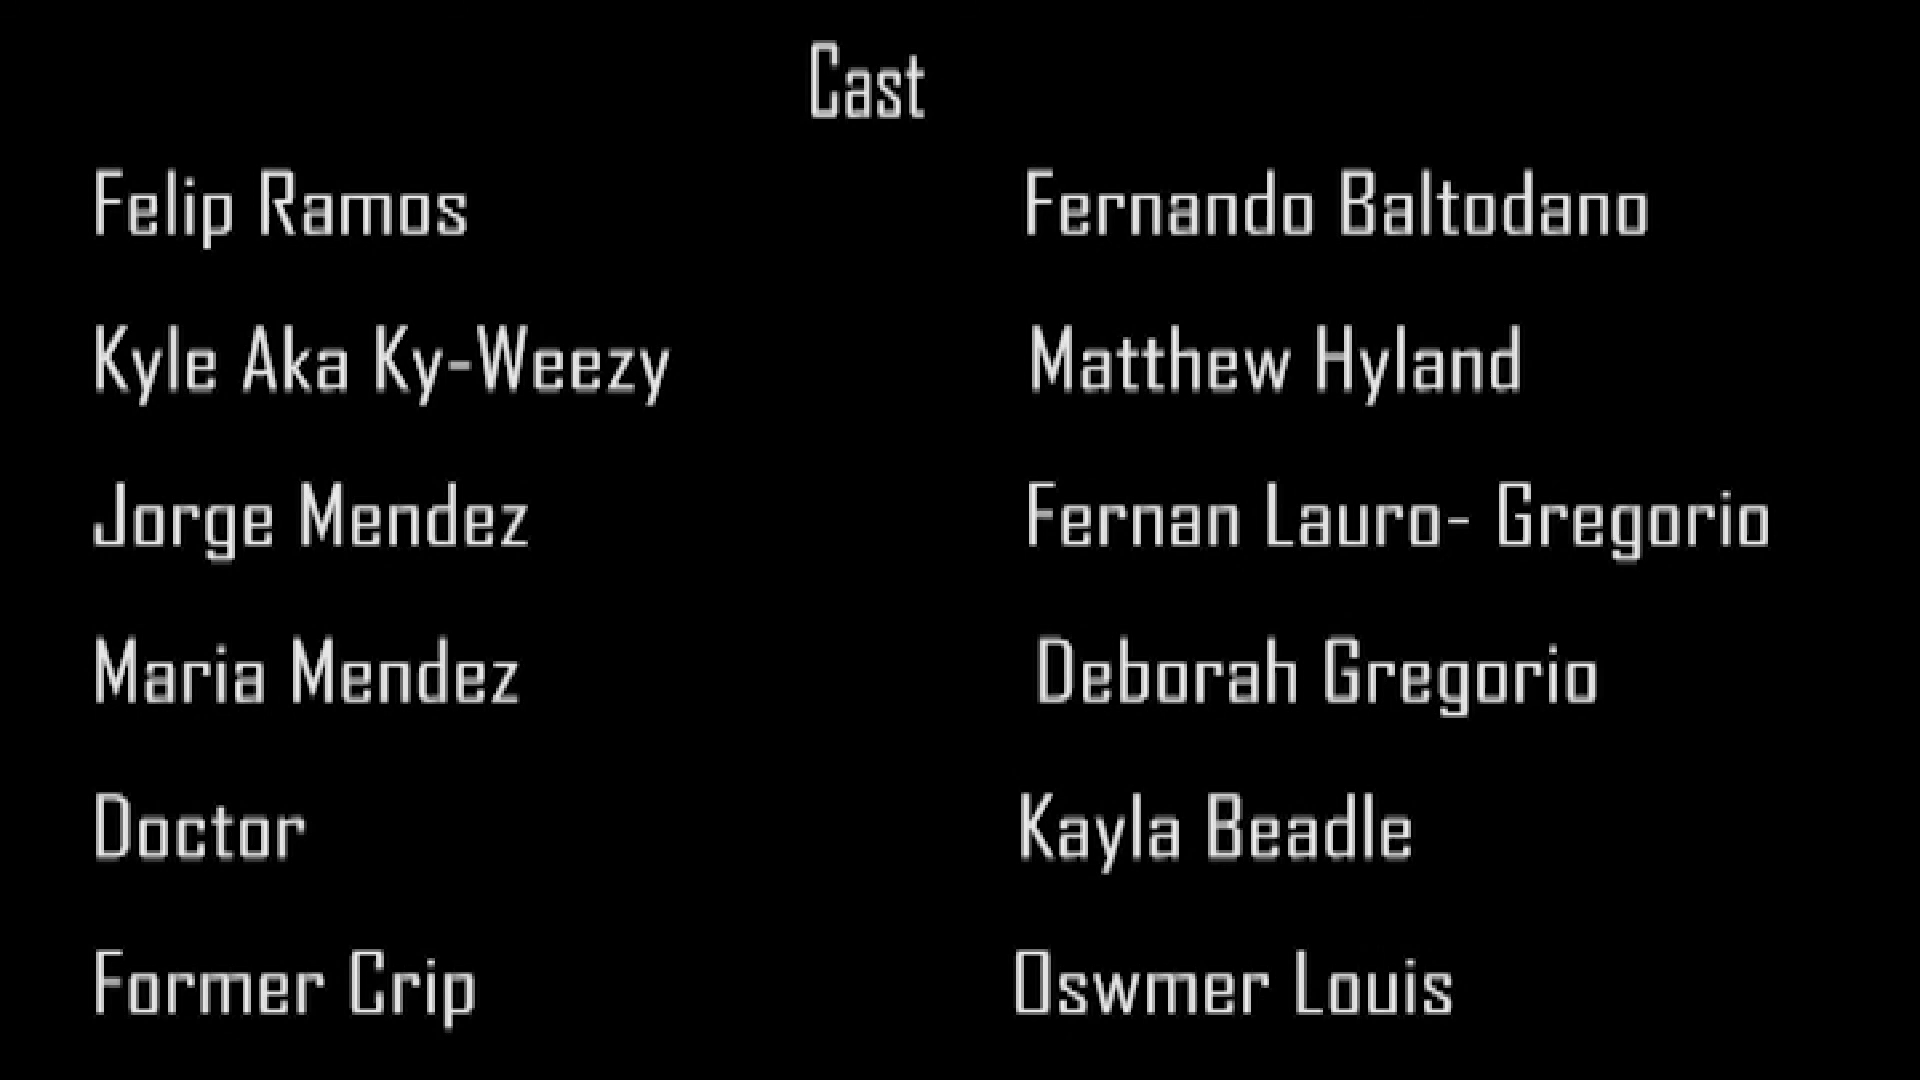 Cast
Felip Ramos Fernando Baltodano
Kyle Aka Ky-Weezy Matthew Hyland
Jorge Mendez Fernan Lauro- Gregorio
Maria Mendez Deborah Gregorio
Doctor Kayla Beadle
Former Crip Oswmer Louis